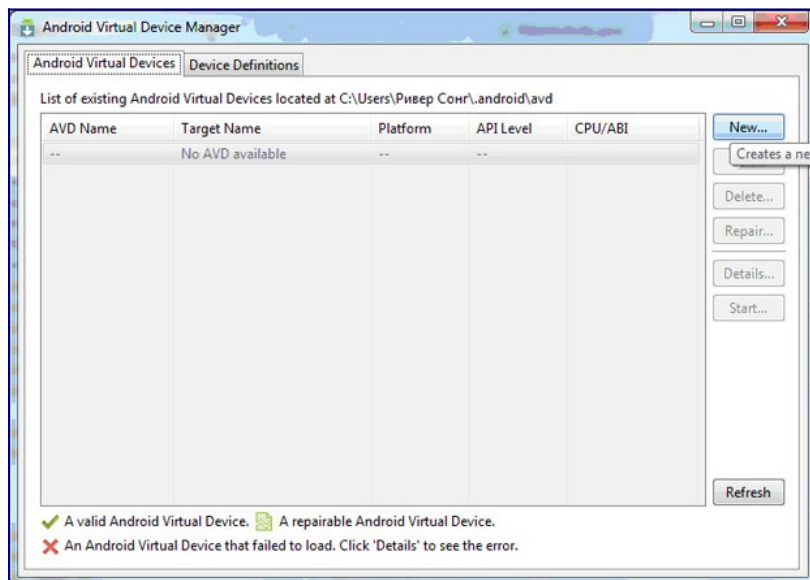 Android Virtual Device Manager
Android Virtual Devices Device Definitions
List of existing Android Virtual Devices located at C:\Users\Ривер Сонг\.android\avd
AVD Name Target Name Platform API Level CPU/ABI New...
-- No AVD available -- -- Creates a ne
Delete...
Repair...
Details...
Start...
Refresh
A valid Android Virtual Device. A repairable Android Virtual Device.
An Android Virtual Device that failed to load. Click 'Details' to see the error.